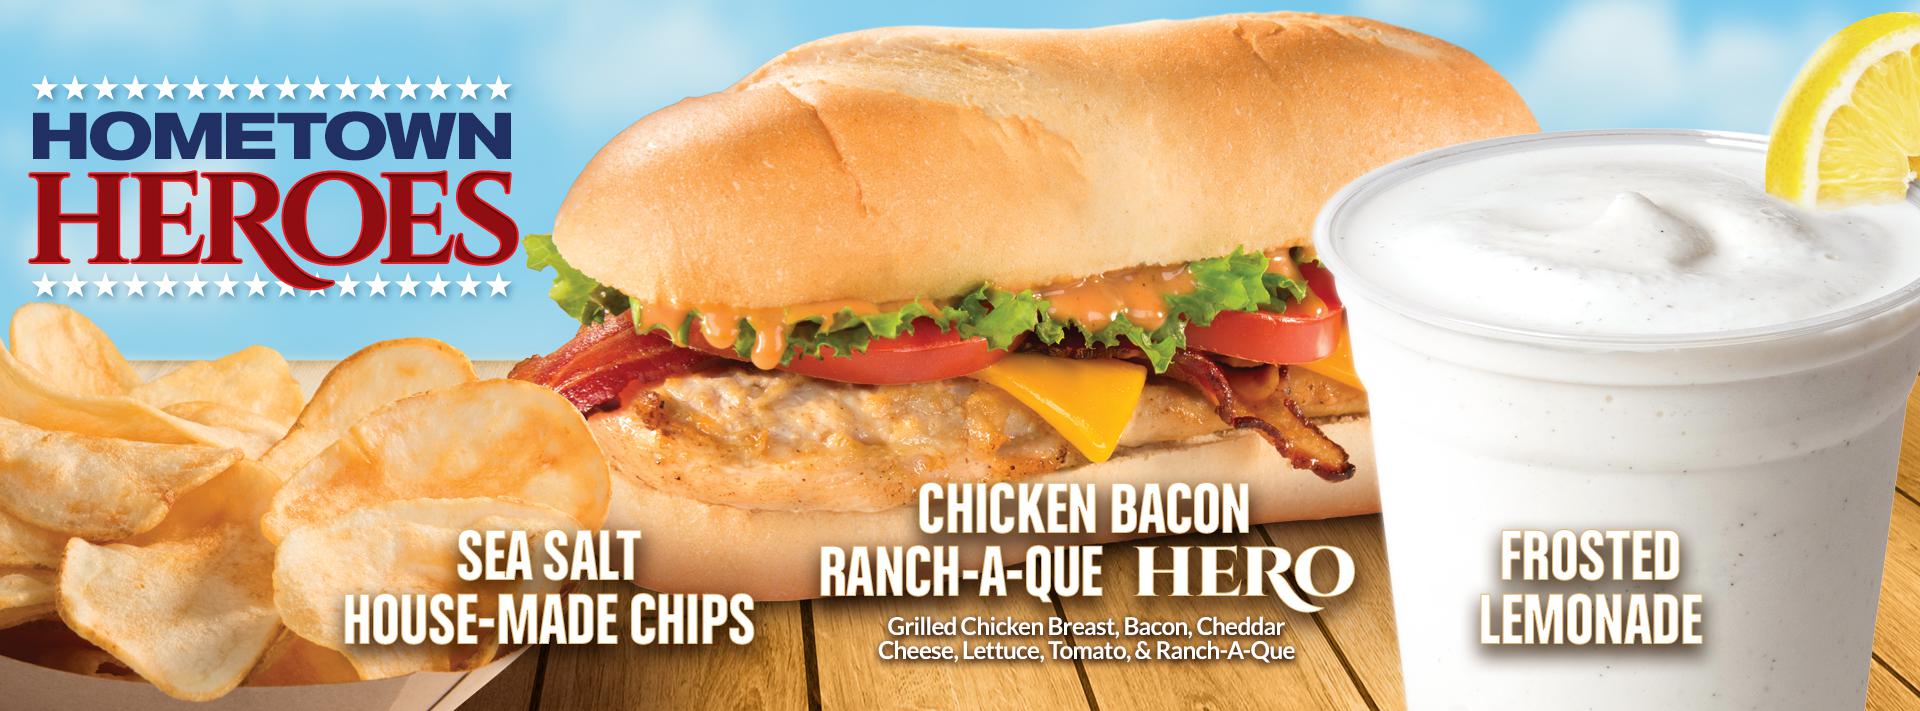 HOMETOWN
HEROES
SEA SALT
HOUSE-MADE CHIPS
CHICKEN BACON
RANCH-A-QUE HERO
Grilled Chicken Breast, Bacon, Cheddar
Cheese, Lettuce, Tomato, & Ranch-A-Que
FROSTED
LEMONADE